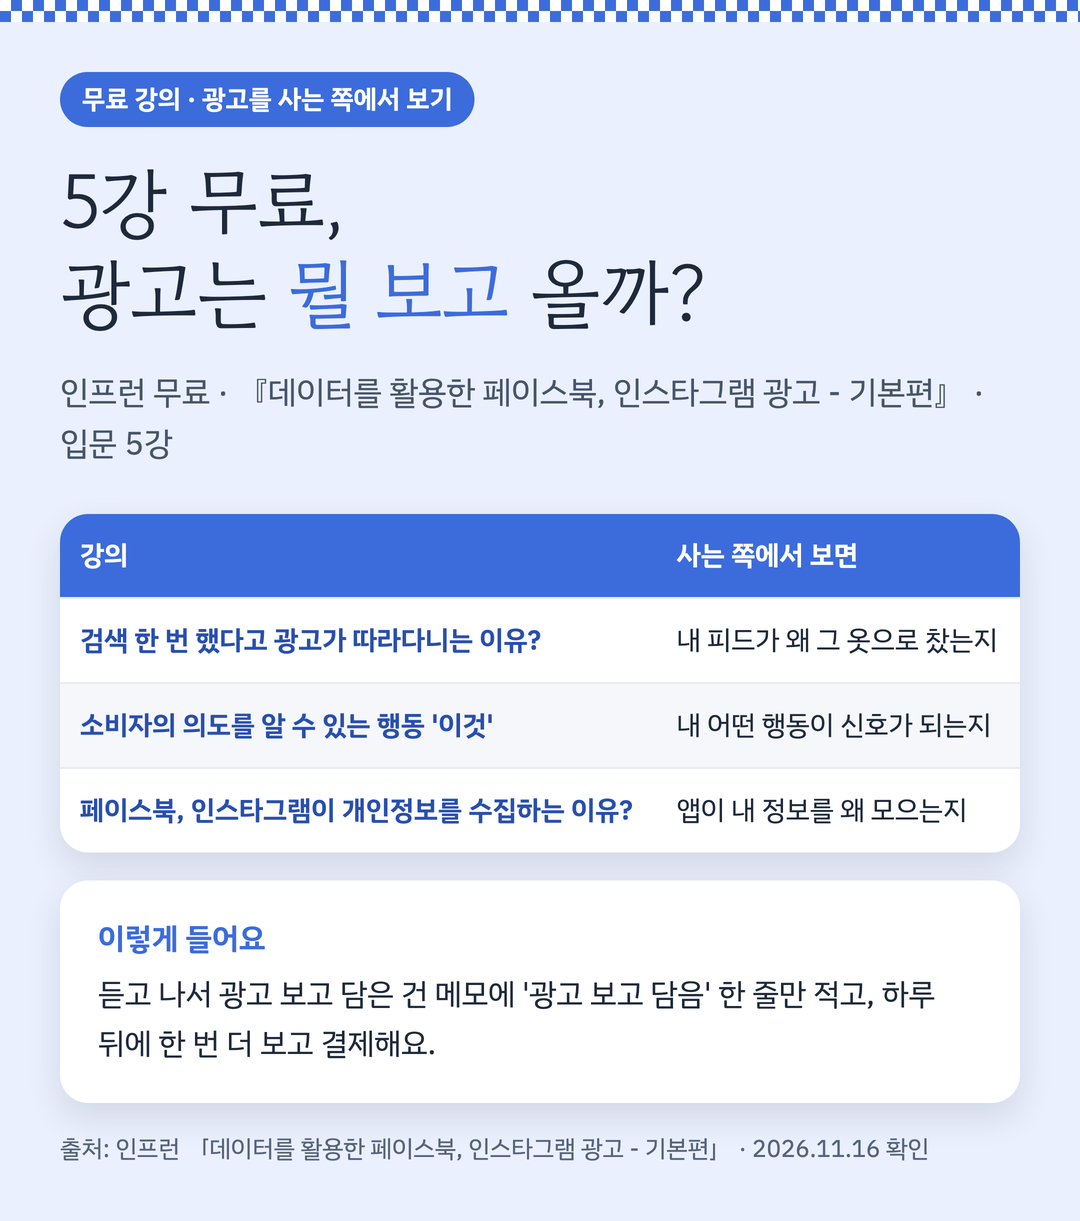 무료 강의 · 광고를 사는 쪽에서 보기
5강 무료,
광고는 뭘 보고 올까?
인프런 무료 · 『데이터를 활용한 페이스북, 인스타그램 광고 - 기본편』 ·
입문 5강
강의 사는 쪽에서 보면
검색 한 번 했다고 광고가 따라다니는 이유? 내 피드가 왜 그 옷으로 찼는지
소비자의 의도를 알 수 있는 행동 '이것' 내 어떤 행동이 신호가 되는지
페이스북, 인스타그램이 개인정보를 수집하는 이유? 앱이 내 정보를 왜 모으는지
이렇게 들어요
듣고 나서 광고 보고 담은 건 메모에 '광고 보고 담음' 한 줄만 적고, 하루
뒤에 한 번 더 보고 결제해요.
출처: 인프런 「데이터를 활용한 페이스북, 인스타그램 광고 - 기본편」 · 2026.11.16 확인